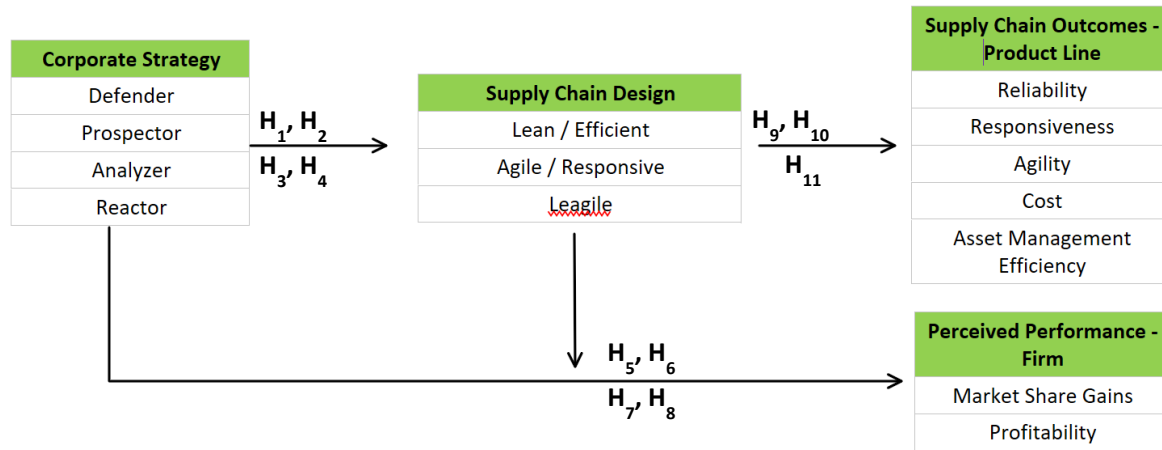 Corporate Strategy
Defender
Prospector
Analyzer
Reactor
H1, H2
H3, H4
Supply Chain Design
Lean / Efficient
Agile / Responsive
Leagile
H9, H10
H11
Supply Chain Outcomes -
Product Line
Reliability
Responsiveness
Agility
Cost
Asset Management
Efficiency
H5, H6
H7, H8
Perceived Performance -
Firm
Market Share Gains
Profitability